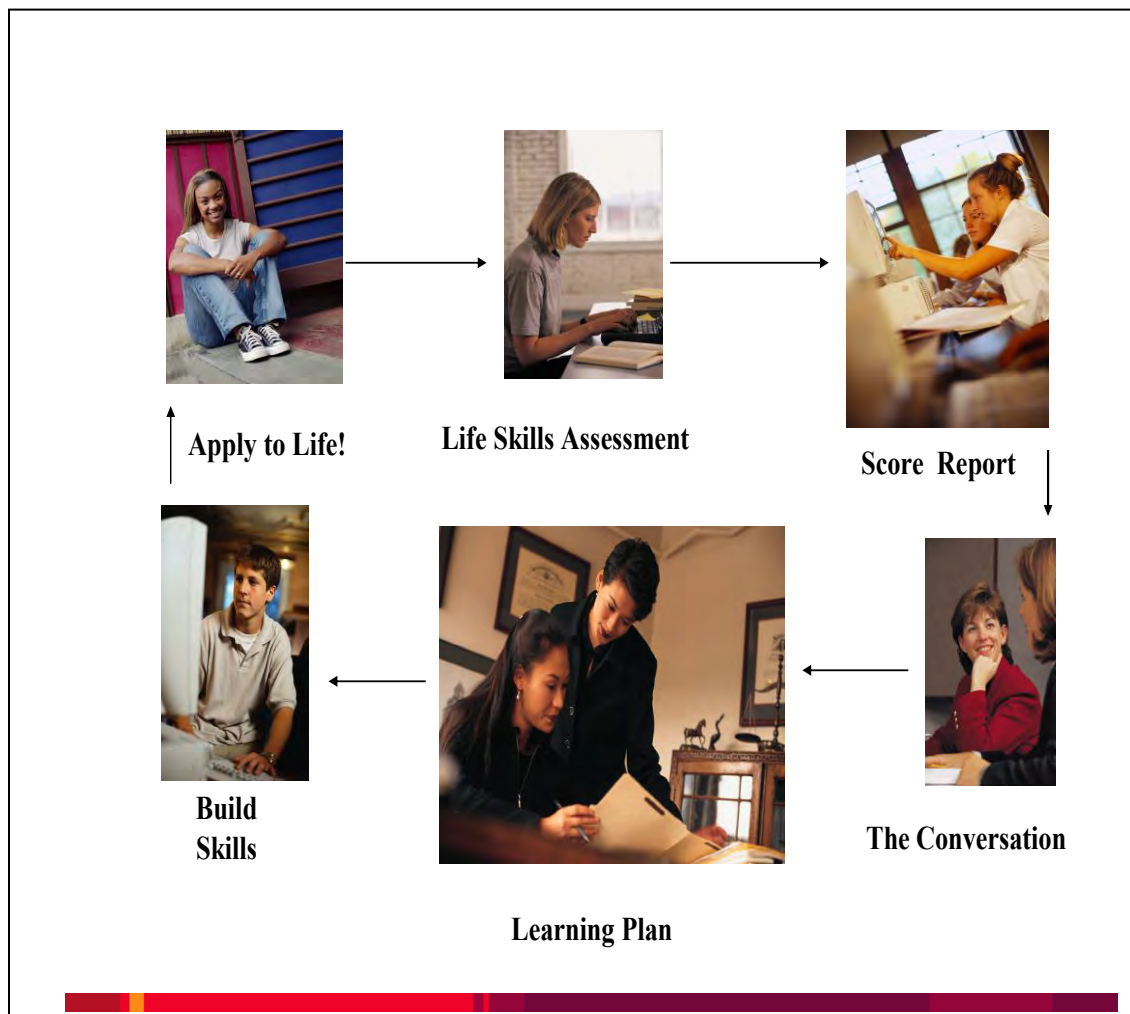 Apply to Life!
Life Skills Assessment
Score Report
Build
Skills
The Conversation
Learning Plan